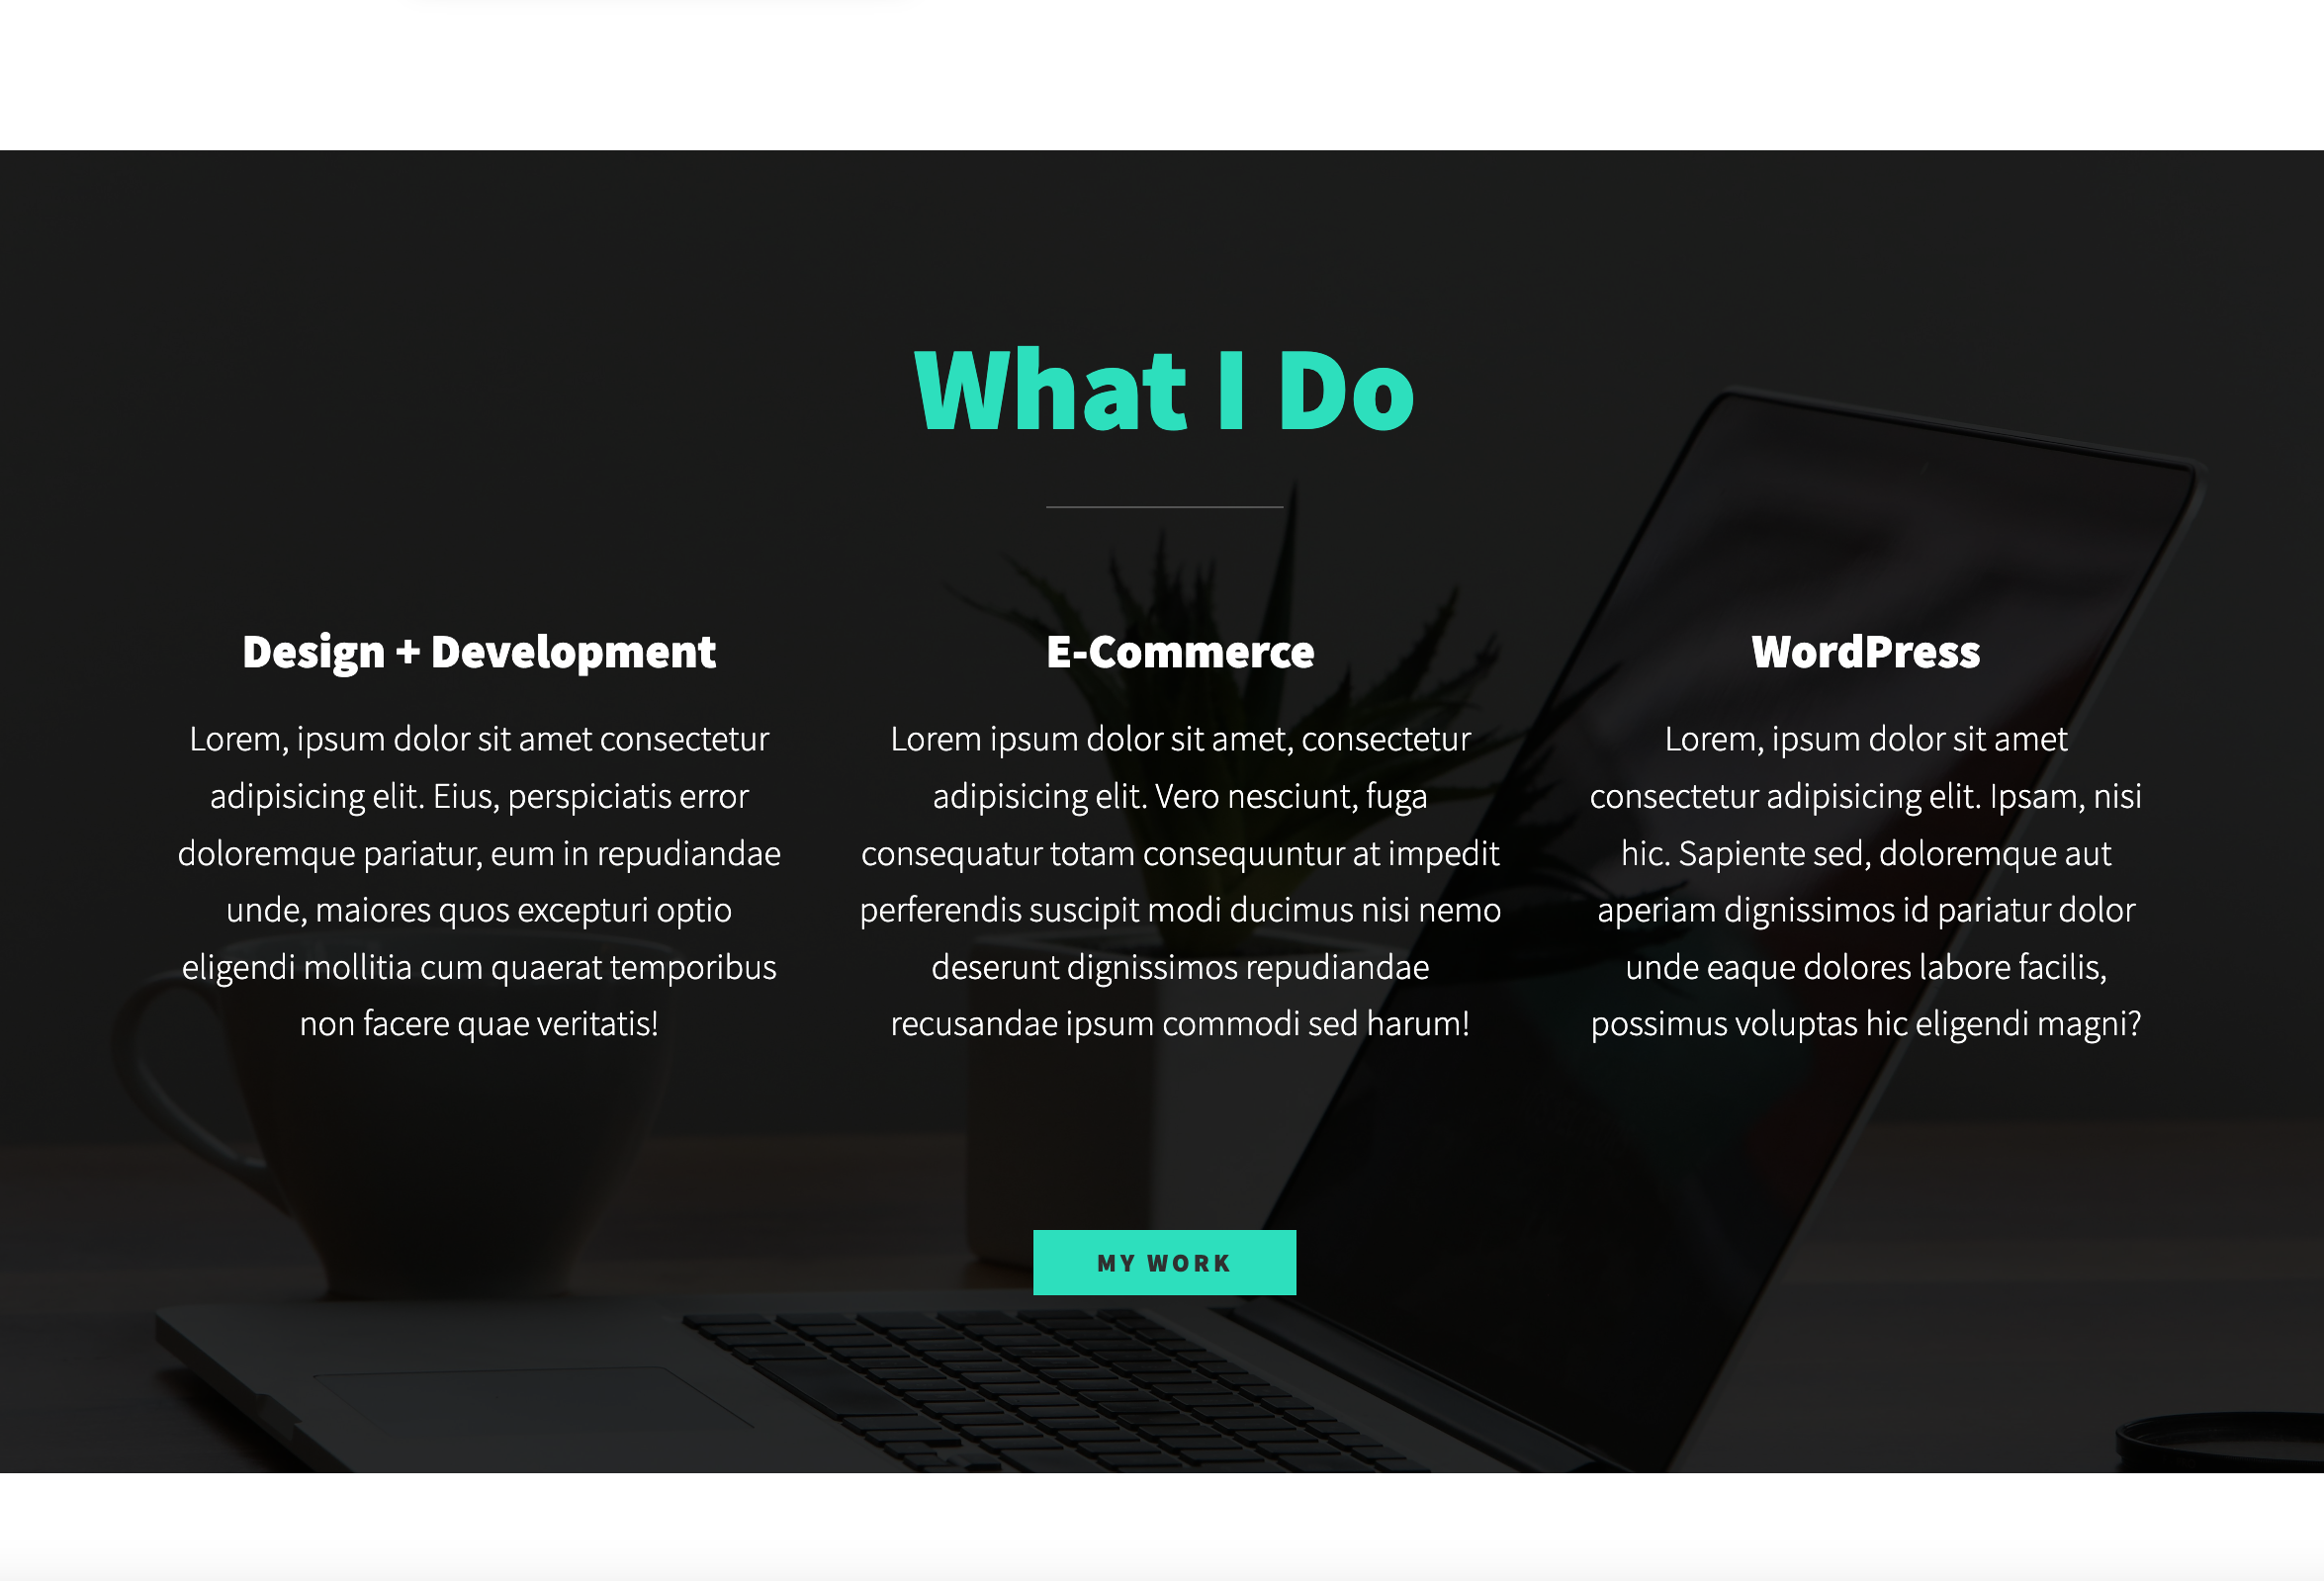 What I Do
Design + Development
Lorem, ipsum dolor sit amet consectetur
adipisicing elit. Eius, perspiciatis error
doloremque pariatur, eum in repudiandae
unde, maiores quos excepturi optio
eligendi mollitia cum quaerat temporibus
non facere quae veritatis!
E-Commerce
Lorem ipsum dolor sit amet, consectetur
adipisicing elit. Vero nesciunt, fuga
consequatur totam consequuntur at impedit
perferendis suscipit modi ducimus nisi nemo
deserunt dignissimos repudiandae
recusandae ipsum commodi sed harum!
WordPress
Lorem, ipsum dolor sit amet
consectetur adipisicing elit. Ipsam, nisi
hic. Sapiente sed, doloremque aut
aperiam dignissimos id pariatur dolor
unde eaque dolores labore facilis,
possimus voluptas hic eligendi magni?
MY WORK